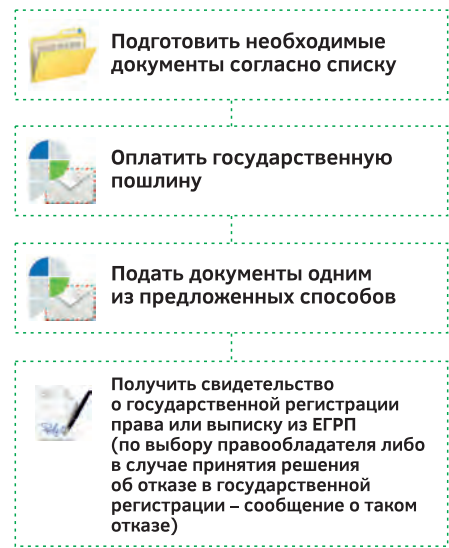 Подготовить необходимые
документы согласно списку
Оплатить государственную
пошлину
Подать документы одним
из предложенных способов
Получить свидетельство
о государственной регистрации
права или выписку из ЕГРП
(по выбору правообладателя либо
в случае принятия решения
об отказе в государственной
регистрации – сообщение о таком
отказе)